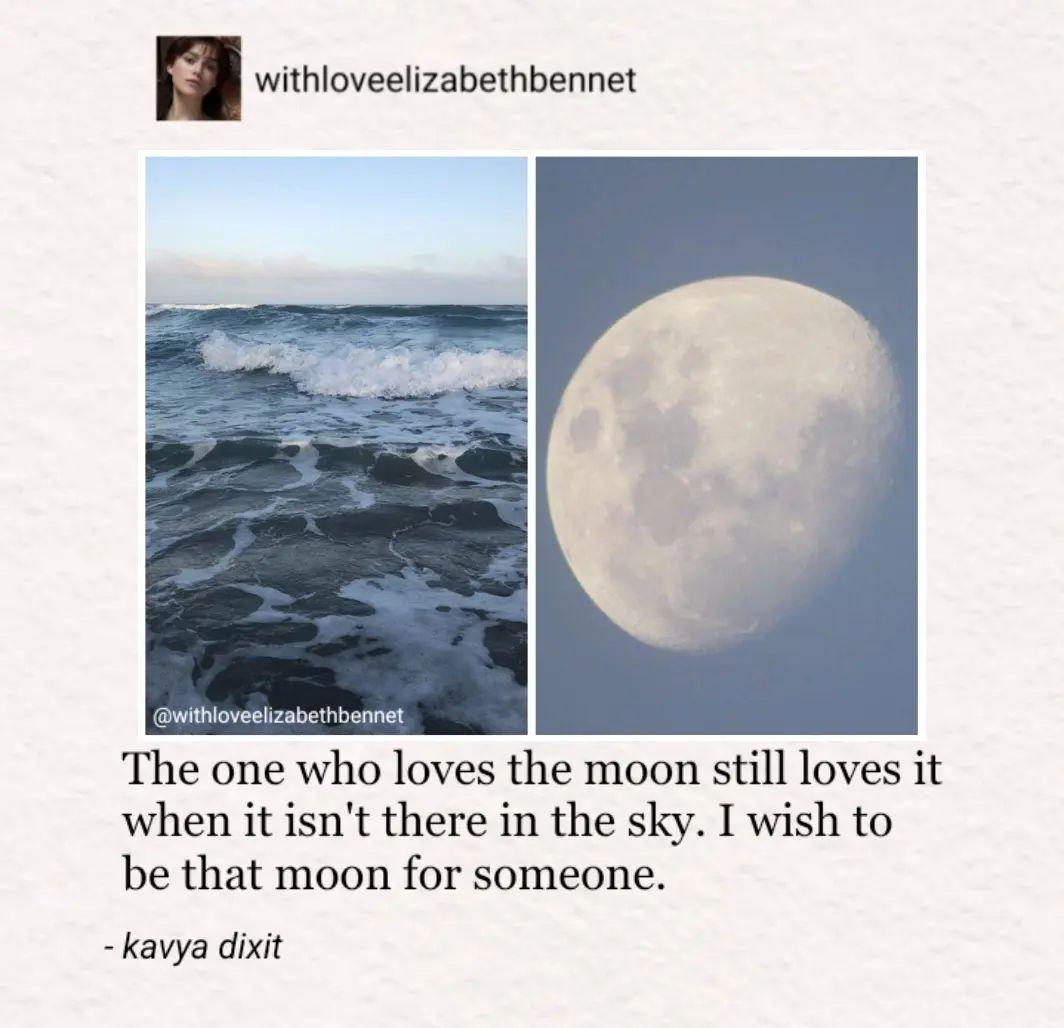 withloveelizabethbennet
@withloveelizabethbennet
The one who loves the moon still loves it
when it isn't there in the sky. I wish to
be that moon for someone.
- kavya dixit